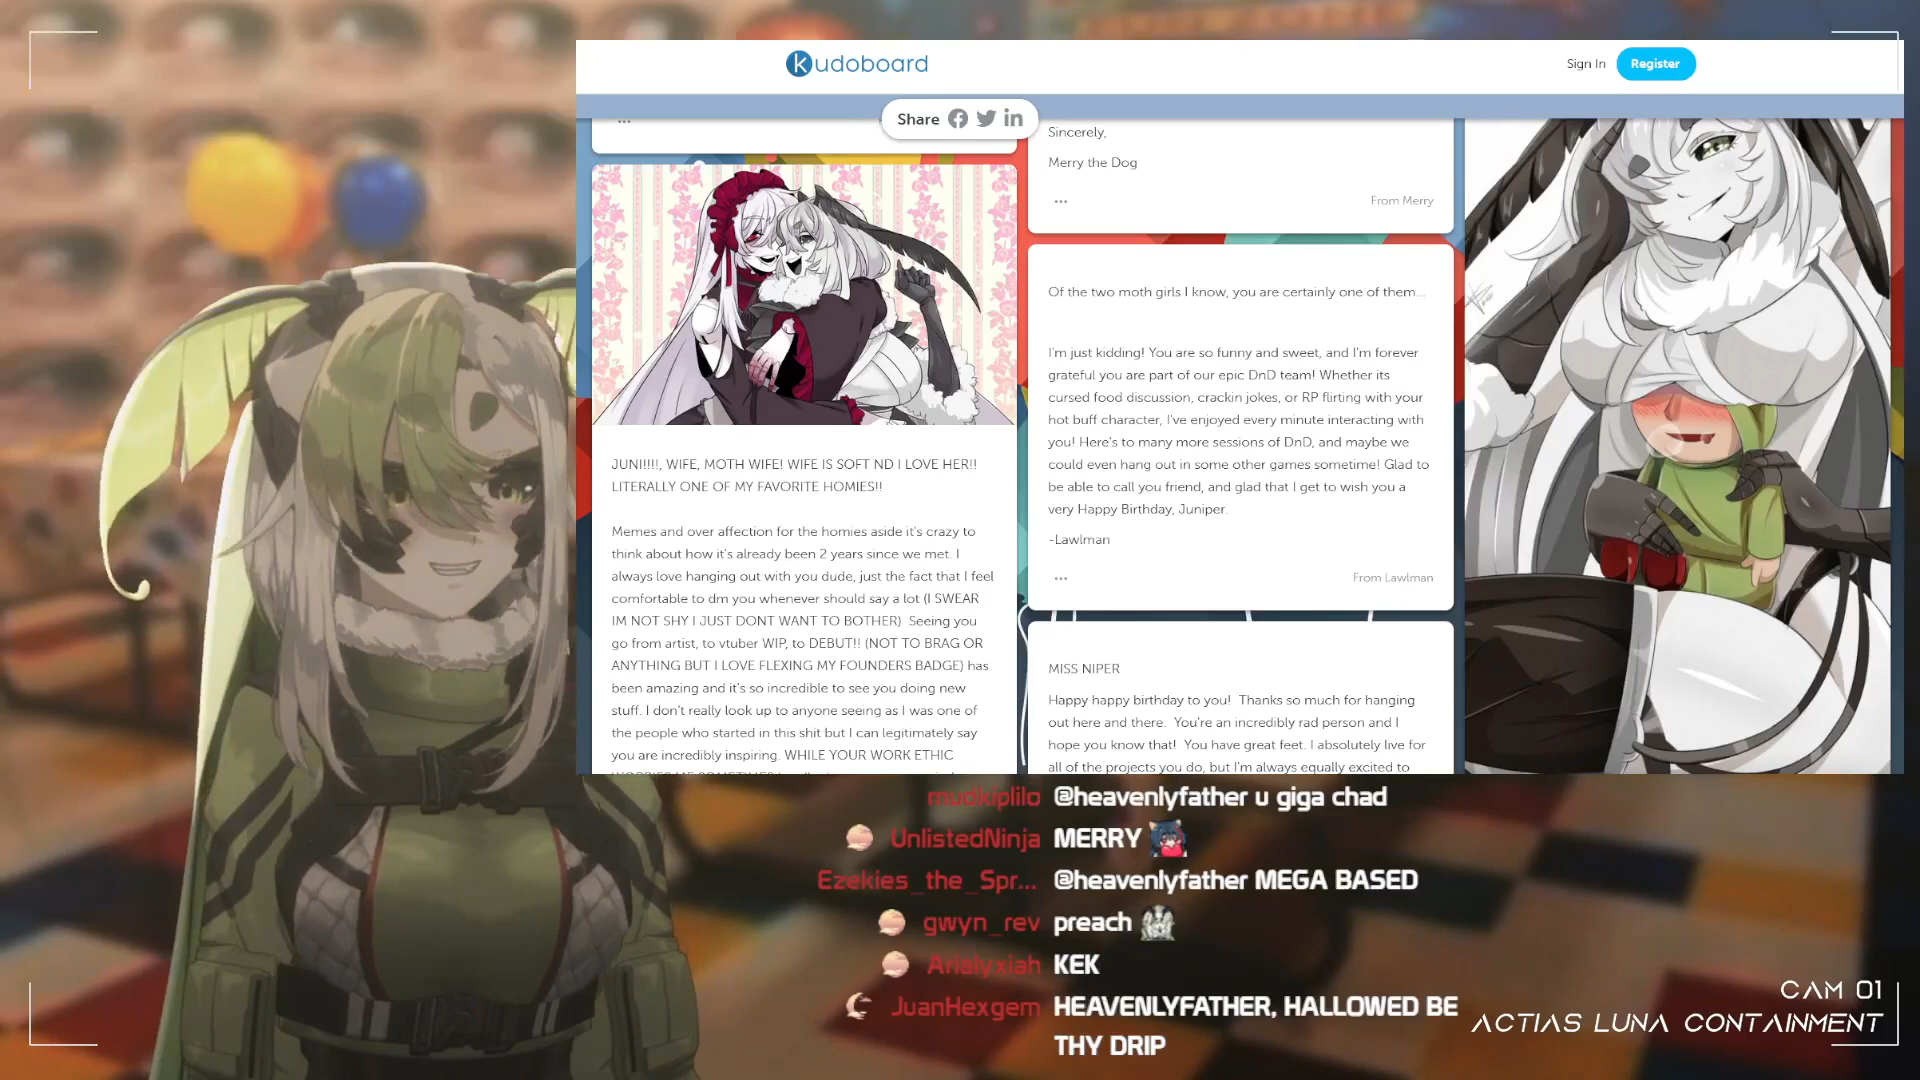 kudoboard
Sign In
Register
Share
...
JUNI!!!!, WIFE, MOTH WIFE! WIFE IS SOFT ND I LOVE HER!!
LITERALLY ONE OF MY FAVORITE HOMIES!!
Memes and over affection for the homies aside it's crazy to
think about how it's already been 2 years since we met. I
always love hanging out with you dude, just the fact that I feel
comfortable to dm you whenever should say a lot (I SWEAR
IM NOT SHY I JUST DONT WANT TO BOTHER)  Seeing you
go from artist, to vtuber WIP, to DEBUT!! (NOT TO BRAG OR
ANYTHING BUT I LOVE FLEXING MY FOUNDERS BADGE) has
been amazing and it's so incredible to see you doing new
stuff. I don't really look up to anyone seeing as I was one of
the people who started in this shit but I can legitimately say
you are incredibly inspiring. WHILE YOUR WORK ETHIC
Sincerely,
Merry the Dog
...
From Merry
Of the two moth girls I know, you are certainly one of them...
I'm just kidding! You are so funny and sweet, and I'm forever
grateful you are part of our epic DnD team! Whether its
cursed food discussion, crackin jokes, or RP flirting with your
hot buff character, I've enjoyed every minute interacting with
you! Here's to many more sessions of DnD, and maybe we
could even hang out in some other games sometime! Glad to
be able to call you friend, and glad that I get to wish you a
very Happy Birthday, Juniper.
-Lawlman
...
From Lawlman
MISS NIPER
Happy happy birthday to you!  Thanks so much for hanging
out here and there.  You're an incredibly rad person and I
hope you know that!  You have great feet. I absolutely live for
all of the projects you do, but I'm always equally excited to
mudkiplilo @heavenlyfather u giga chad
UnlistedNinja MERRY
Ezekies_the_Spr... @heavenlyfather MEGA BASED
gwyn_rev preach
Arialyxiah KEK
JuanHexgem HEAVENLYFATHER, HALLOWED BE
THY DRIP
CAM 01
ACTIAS LUNA CONTAINMENT